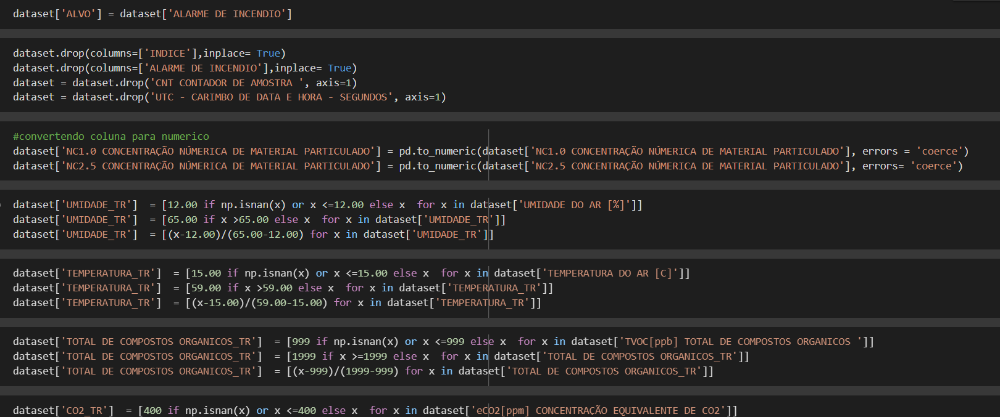 dataset['ALVO'] = dataset['ALARME DE INCENDIO']
dataset.drop(columns=['INDICE'],inplace= True)
dataset.drop(columns=['ALARME DE INCENDIO'],inplace= True)
dataset = dataset.drop('CNT CONTADOR DE AMOSTRA ', axis=1)
dataset = dataset.drop('UTC - CARIMBO DE DATA E HORA - SEGUNDOS', axis=1)
#convertendo coluna para numerico
dataset['NC1.0 CONCENTRAÇÃO NÚMERICA DE MATERIAL PARTICULADO'] = pd.to_numeric(dataset['NC1.0 CONCENTRAÇÃO NÚMERICA DE MATERIAL PARTICULADO'], errors = 'coerce')
dataset['NC2.5 CONCENTRAÇÃO NÚMERICA DE MATERIAL PARTICULADO'] = pd.to_numeric(dataset['NC2.5 CONCENTRAÇÃO NÚMERICA DE MATERIAL PARTICULADO'], errors= 'coerce')
dataset['UMIDADE_TR']  = [12.00 if np.isnan(x) or x <=12.00 else x  for x in dataset['UMIDADE DO AR [%]']]
dataset['UMIDADE_TR']  = [65.00 if x >65.00 else x  for x in dataset['UMIDADE_TR']]
dataset['UMIDADE_TR']  = [(x-12.00)/(65.00-12.00) for x in dataset['UMIDADE_TR']]
dataset['TEMPERATURA_TR']  = [15.00 if np.isnan(x) or x <=15.00 else x  for x in dataset['TEMPERATURA DO AR [C]']]
dataset['TEMPERATURA_TR']  = [59.00 if x >59.00 else x  for x in dataset['TEMPERATURA_TR']]
dataset['TEMPERATURA_TR']  = [(x-15.00)/(59.00-15.00) for x in dataset['TEMPERATURA_TR']]
dataset['TOTAL DE COMPOSTOS ORGANICOS_TR']  = [999 if np.isnan(x) or x <=999 else x  for x in dataset['TVOC[ppb] TOTAL DE COMPOSTOS ORGANICOS ']]
dataset['TOTAL DE COMPOSTOS ORGANICOS_TR']  = [1999 if x >=1999 else x  for x in dataset['TOTAL DE COMPOSTOS ORGANICOS_TR']]
dataset['TOTAL DE COMPOSTOS ORGANICOS_TR']  = [(x-999)/(1999-999) for x in dataset['TOTAL DE COMPOSTOS ORGANICOS_TR']]
dataset['CO2_TR']  = [400 if np.isnan(x) or x <=400 else x  for x in dataset['eCO2[ppm] CONCENTRAÇÃO EQUIVALENTE DE CO2']]